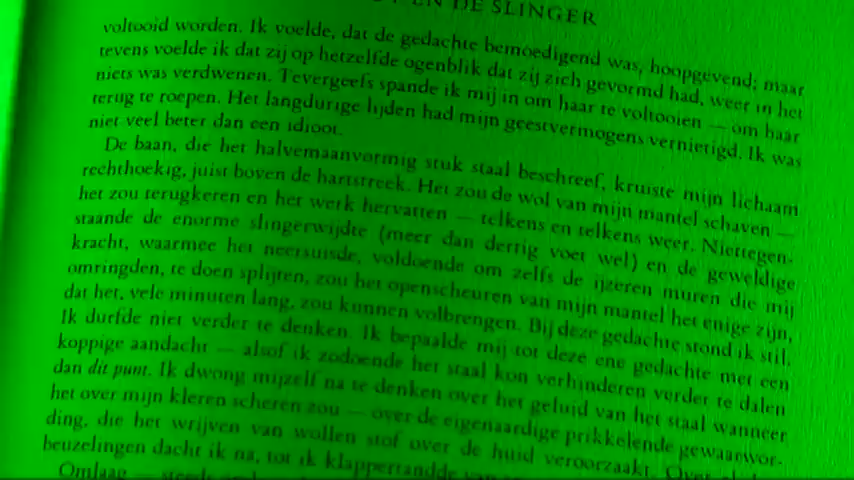 EN DE SLINGER
voltooid worden. Ik voelde, dat de gedachte bemoedigend was, hoopgevend; maar
tevens voelde ik dat zij op hetzelfde ogenblik dat zij zich gevormd had, weer in het
niets was verdwenen. Tevergeefs spande ik mij in om haar te voltooien — om haar
terug te roepen. Het langdurige lijden had mijn geestvermogens vernietigd. Ik was
niet veel beter dan een idioot.
De baan, die het halvemaanvormig stuk staal beschreef, kruiste mijn lichaam
rechthoekig, juist boven de hartstreek. Het zou de wol van mijn mantel schaven —
het zou terugkeren en het werk hervatten — telkens en telkens weer. Niettegen-
staande de enorme slingerwijdte (meer dan dertig voet wel) en de geweldige
kracht, waarmee het neersuisde, voldoende om zelfs de ijzeren muren die mij
omringden, te doen splijten, zou het openscheuren van mijn mantel het enige zijn,
dat het, vele minuten lang, zou kunnen volbrengen. Bij deze gedachte stond ik stil.
Ik durfde niet verder te denken. Ik bepaalde mij tot deze ene gedachte met een
koppige aandacht — alsof ik zodoende het staal kon verhinderen verder te dalen
dan dit punt. Ik dwong mijzelf na te denken over het geluid van het staal wanneer
het over mijn kleren scheren zou — over de eigenaardige prikkelende gewaarwor-
ding, die het wrijven van wollen stof over de huid veroorzaakt. Over
beuzelingen dacht ik na, tot ik klappertandde van
Omlaag — steeds